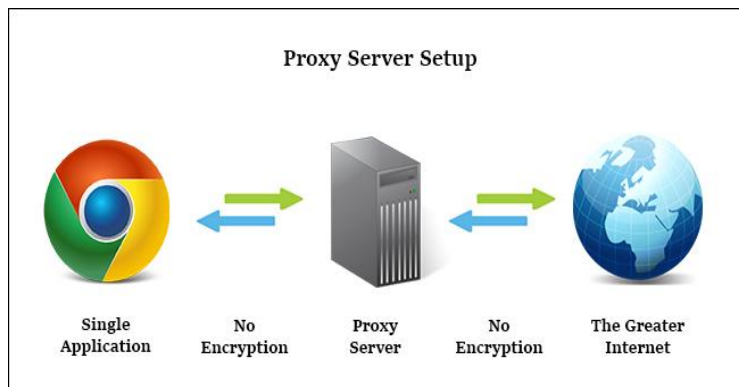 Proxy Server Setup
Single
Application
No
Encryption
Proxy
Server
No
Encryption
The Greater
Internet